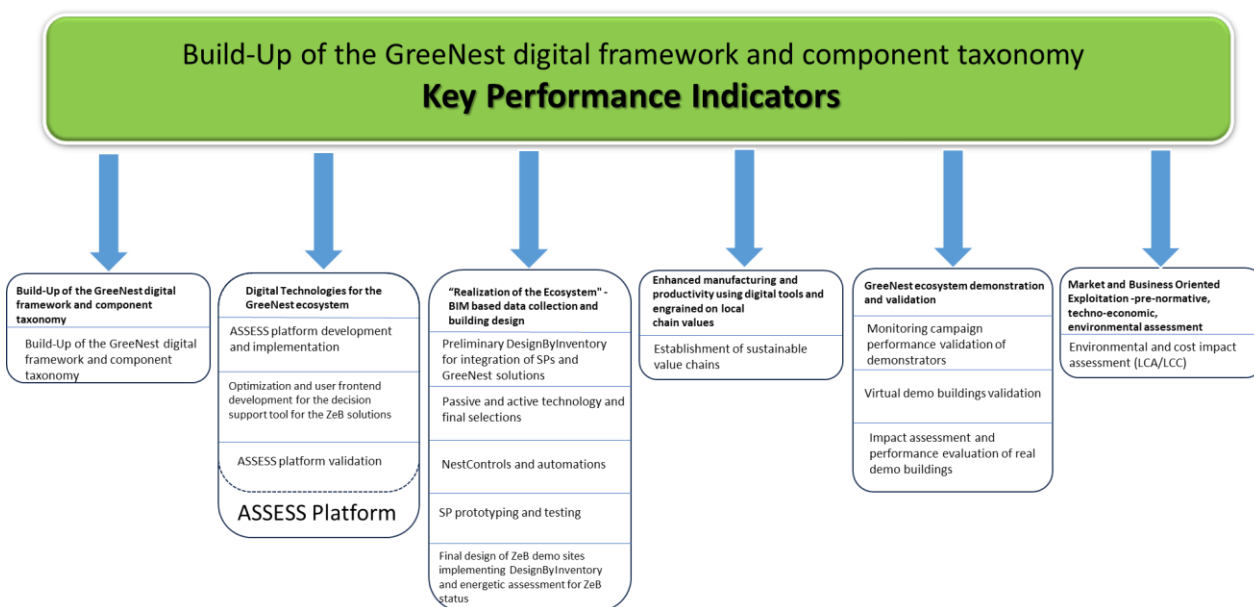 Build-Up of the GreeNest digital framework and component taxonomy
Key Performance Indicators
Build-Up of the GreeNest digital
framework and component
taxonomy
Build-Up of the GreeNest digital
framework and component
taxonomy
Digital Technologies for the
GreeNest ecosystem
ASSESS platform development
and implementation
Optimization and user frontend
development for the decision
support tool for the ZeB solutions
ASSESS platform validation
ASSESS Platform
“Realization of the Ecosystem" -
BIM based data collection and
building design
Preliminary DesignByInventory
for integration of SPs and
GreeNest solutions
Passive and active technology and
final selections
NestControls and automations
SP prototyping and testing
Final design of ZeB demo sites
implementing DesignByInventory
and energetic assessment for ZeB
status
Enhanced manufacturing and
productivity using digital tools and
engrained on local
chain values
Establishment of sustainable
value chains
GreeNest ecosystem demonstration
and validation
Monitoring campaign
performance validation of
demonstrators
Virtual demo buildings validation
Impact assessment and
performance evaluation of real
demo buildings
Market and Business Oriented
Exploitation -pre-normative,
techno-economic,
environmental assessment
Environmental and cost impact
assessment (LCA/LCC)